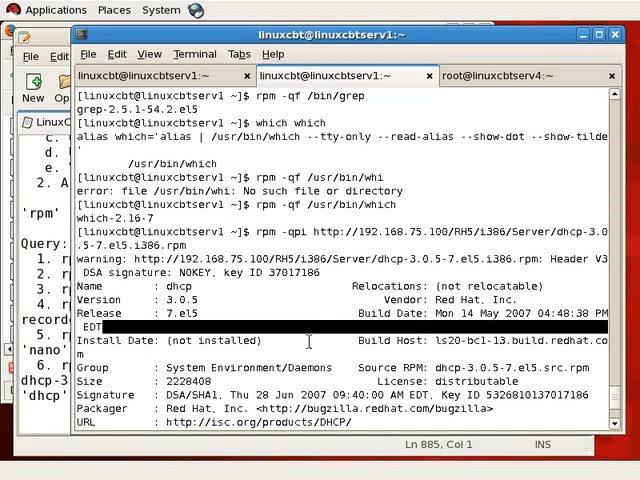 Applications Places System
linuxcbt@linuxcbtserv1:~
File Edit View Terminal Tabs Help
linuxcbt@linuxcbtserv1:~ linuxcbt@linuxcbtserv1:~ root@linuxcbtserv4:~
[linuxcbt@linuxcbtserv1 ~]$ rpm -qf /bin/grep
grep-2.5.1-54.2.el5
[linuxcbt@linuxcbtserv1 ~]$ which which
alias which='alias | /usr/bin/which --tty-only --read-alias --show-dot --show-tilde
'
/usr/bin/which
[linuxcbt@linuxcbtserv1 ~]$ rpm -qf /usr/bin/whi
error: file /usr/bin/whi: No such file or directory
[linuxcbt@linuxcbtserv1 ~]$ rpm -qf /usr/bin/which
which-2.16-7
[linuxcbt@linuxcbtserv1 ~]$ rpm -qpi http://192.168.75.100/RH5/i386/Server/dhcp-3.0
.5-7.el5.i386.rpm
warning: http://192.168.75.100/RH5/i386/Server/dhcp-3.0.5-7.el5.i386.rpm: Header V3
DSA signature: NOKEY, key ID 37017186
Name : dhcp Relocations: (not relocatable)
Version : 3.0.5 Vendor: Red Hat, Inc.
Release : 7.el5 Build Date: Mon 14 May 2007 04:48:38 PM
EDT
Install Date: (not installed) Build Host: ls20-bc1-13.build.redhat.co
m
Group : System Environment/Daemons Source RPM: dhcp-3.0.5-7.el5.src.rpm
Size : 2228408 License: distributable
Signature : DSA/SHA1, Thu 28 Jun 2007 09:40:00 AM EDT, Key ID 5326810137017186
Packager : Red Hat, Inc. <http://bugzilla.redhat.com/bugzilla>
URL : http://isc.org/products/DHCP/
File
New
LinuxC
c.
d.
e.
2. A
'rpm'
Query:
1. r
2. r
3. r
4. r
record
5. r
'nano'
6. r
dhcp-3
'dhcp'
Ln 885, Col 1 INS